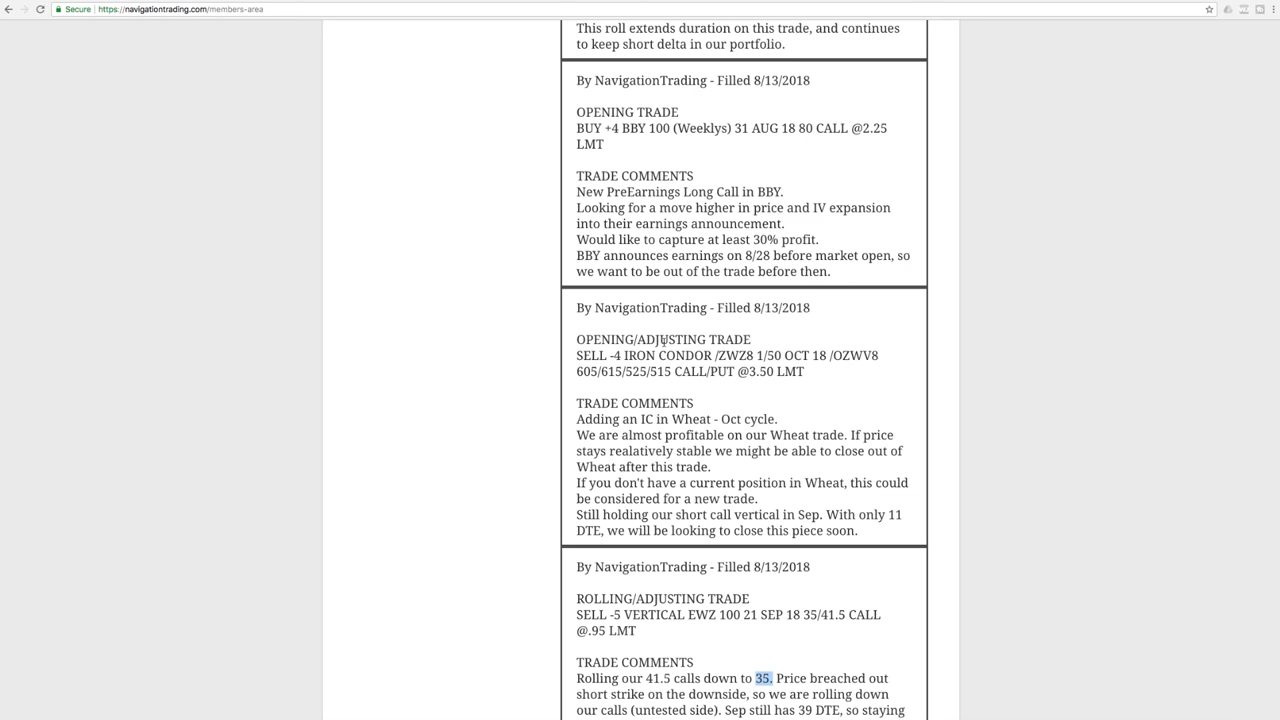 Secure | https://navigationtrading.com/members-area
This roll extends duration on this trade, and continues
to keep short delta in our portfolio.
By NavigationTrading - Filled 8/13/2018
OPENING TRADE
BUY +4 BBY 100 (Weeklys) 31 AUG 18 80 CALL @2.25
LMT
TRADE COMMENTS
New PreEarnings Long Call in BBY.
Looking for a move higher in price and IV expansion
into their earnings announcement.
Would like to capture at least 30% profit.
BBY announces earnings on 8/28 before market open, so
we want to be out of the trade before then.
By NavigationTrading - Filled 8/13/2018
OPENING/ADJUSTING TRADE
SELL -4 IRON CONDOR /ZWZ8 1/50 OCT 18 /OZWV8
605/615/525/515 CALL/PUT @3.50 LMT
TRADE COMMENTS
Adding an IC in Wheat - Oct cycle.
We are almost profitable on our Wheat trade. If price
stays realatively stable we might be able to close out of
Wheat after this trade.
If you don't have a current position in Wheat, this could
be considered for a new trade.
Still holding our short call vertical in Sep. With only 11
DTE, we will be looking to close this piece soon.
By NavigationTrading - Filled 8/13/2018
ROLLING/ADJUSTING TRADE
SELL -5 VERTICAL EWZ 100 21 SEP 18 35/41.5 CALL
@.95 LMT
TRADE COMMENTS
Rolling our 41.5 calls down to 35. Price breached out
short strike on the downside, so we are rolling down
our calls (untested side). Sep still has 39 DTE, so staying